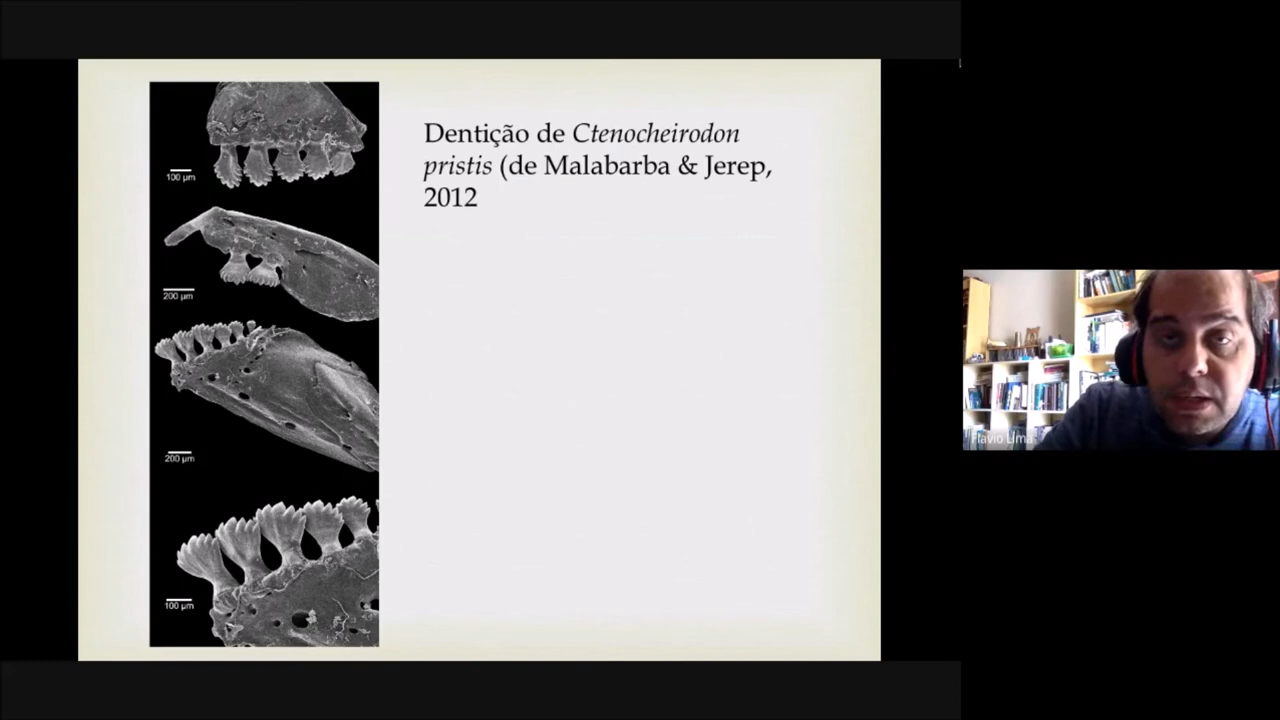 Dentição de Ctenocheirodon
pristis (de Malabarba & Jerep,
2012
100 µm
200 µm
200 µm
100 µm
Flavio Lima